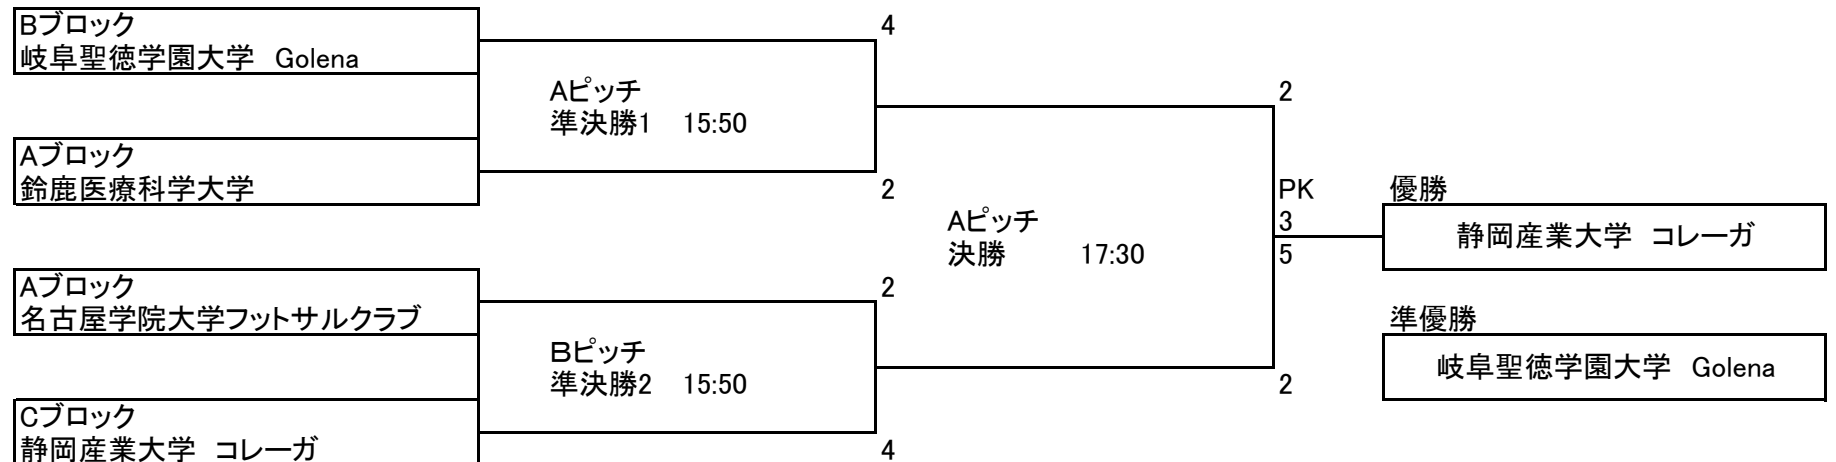 Bブロック
岐阜聖徳学園大学　Golena
4
Aピッチ
準決勝1　15:50
Aブロック
鈴鹿医療科学大学
2
2
Aピッチ
決勝　17:30
PK
3
5
優勝
静岡産業大学　コレーガ
Aブロック
名古屋学院大学フットサルクラブ
2
Bピッチ
準決勝2　15:50
Cブロック
静岡産業大学　コレーガ
4
2
準優勝
岐阜聖徳学園大学　Golena